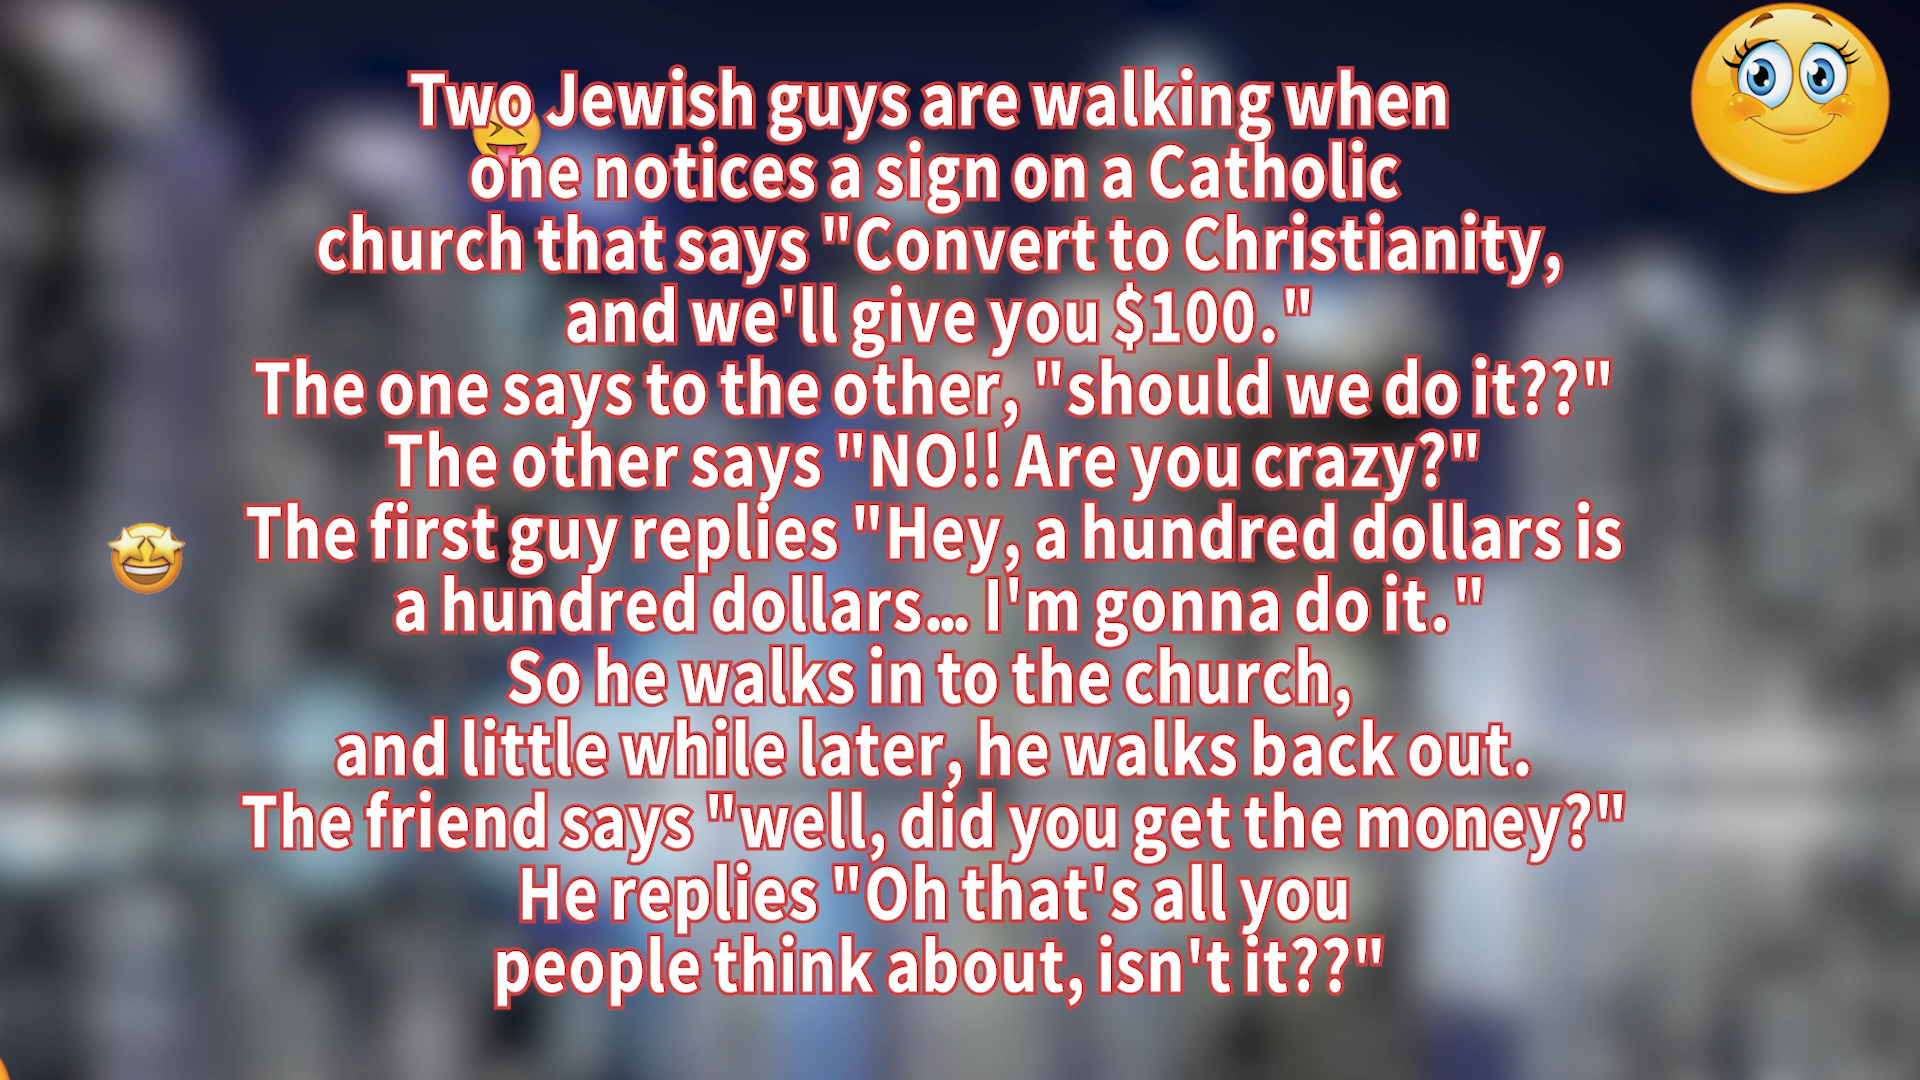 Two Jewish guys are walking when
one notices a sign on a Catholic
church that says "Convert to Christianity,
and we'll give you $100."
The one says to the other, "should we do it??"
The other says "NO!! Are you crazy?"
The first guy replies "Hey, a hundred dollars is
a hundred dollars... I'm gonna do it."
So he walks in to the church,
and little while later, he walks back out.
The friend says "well, did you get the money?"
He replies "Oh that's all you
people think about, isn't it??"